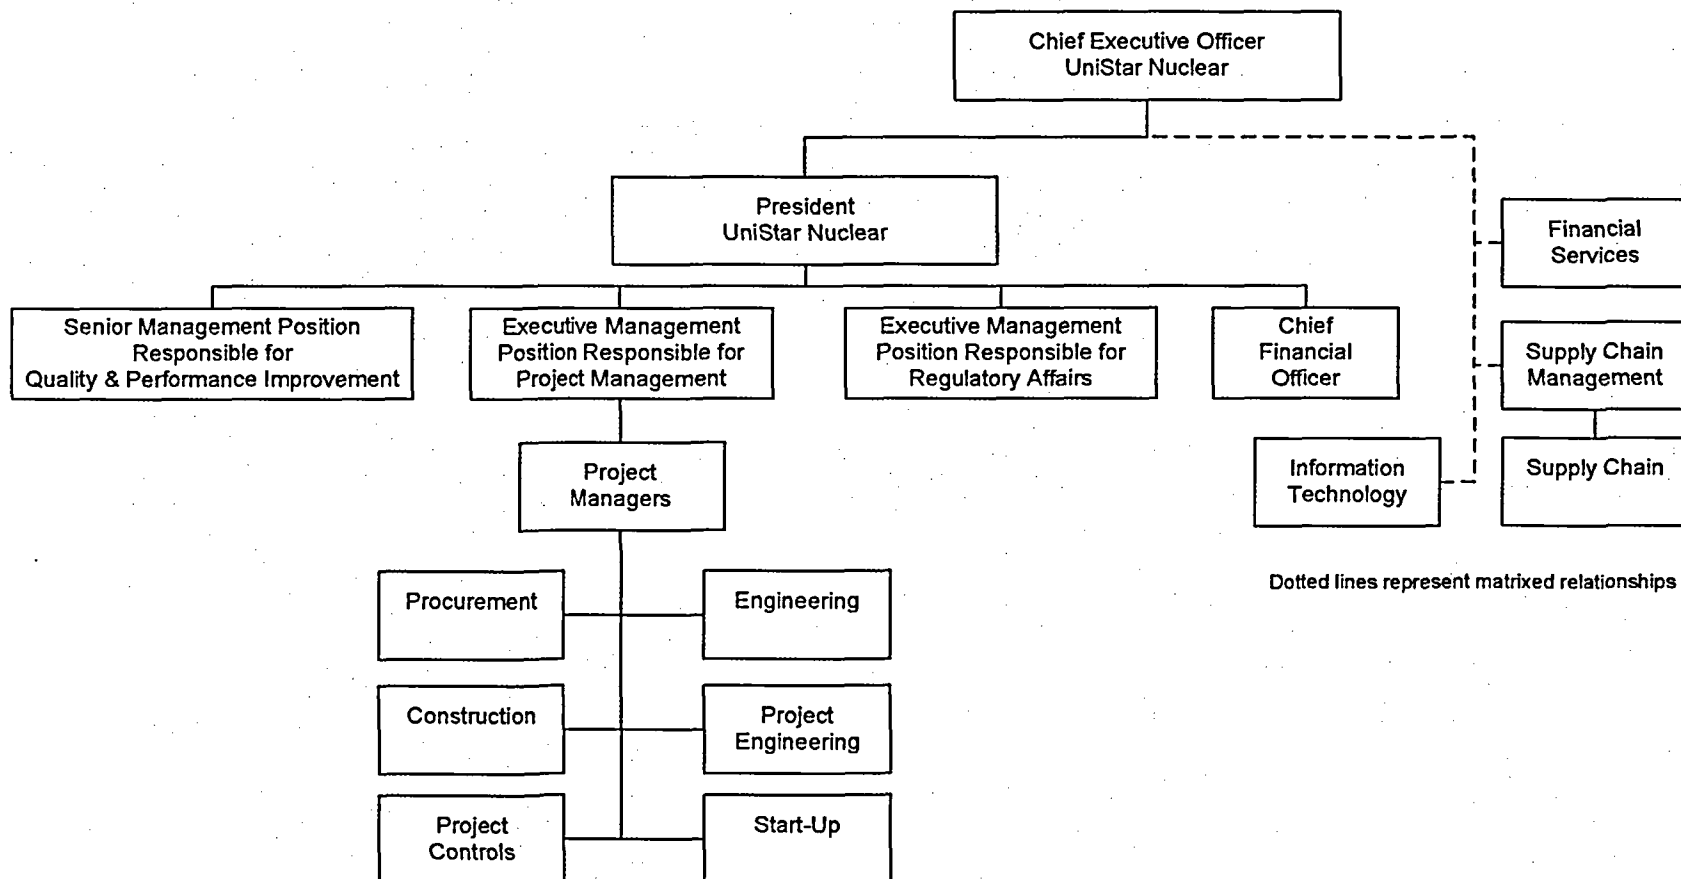 Chief Executive Officer
UniStar Nuclear
President
UniStar Nuclear
Financial
Services
Senior Management Position
Responsible for
Quality & Performance Improvement
Executive Management
Position Responsible for
Project Management
Executive Management
Position Responsible for
Regulatory Affairs
Chief
Financial
Officer
Supply Chain
Management
Project
Managers
Information
Technology
Supply Chain
Dotted lines represent matrixed relationships
Procurement
Engineering
Construction
Project
Engineering
Project
Controls
Start-Up